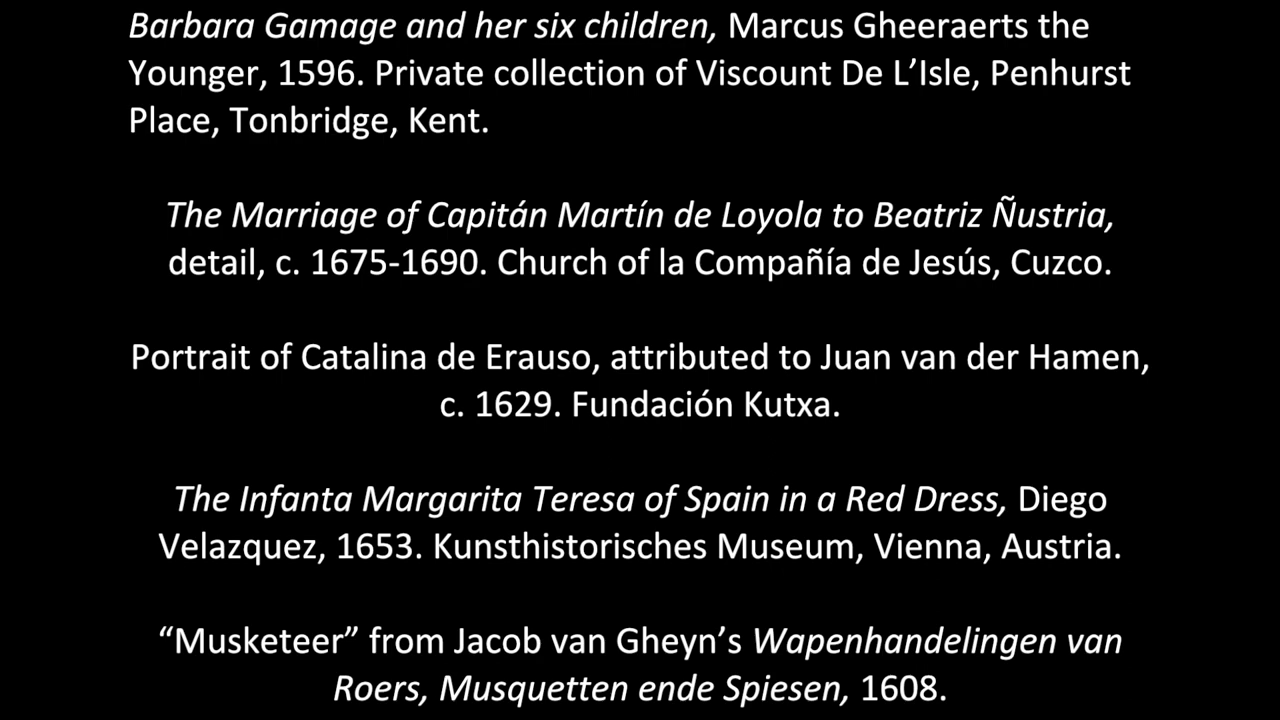 Barbara Gamage and her six children, Marcus Gheeraerts the
Younger, 1596. Private collection of Viscount De L’Isle, Penhurst
Place, Tonbridge, Kent.
The Marriage of Capitán Martín de Loyola to Beatriz Ñustria,
detail, c. 1675-1690. Church of la Compañía de Jesús, Cuzco.
Portrait of Catalina de Erauso, attributed to Juan van der Hamen,
c. 1629. Fundación Kutxa.
The Infanta Margarita Teresa of Spain in a Red Dress, Diego
Velazquez, 1653. Kunsthistorisches Museum, Vienna, Austria.
“Musketeer” from Jacob van Gheyn’s Wapenhandelingen van
Roers, Musquetten ende Spiesen, 1608.